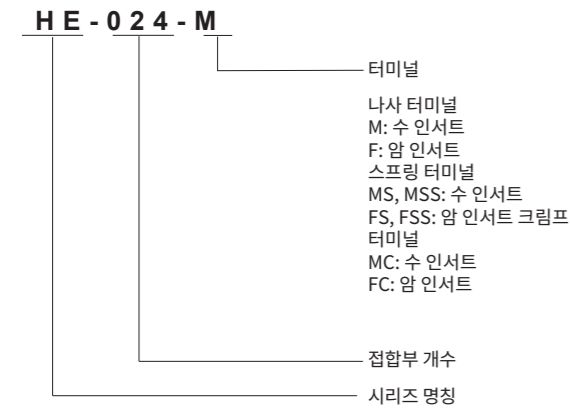 HE-024-M
터미널
나사 터미널
M: 수 인서트
F: 암 인서트
스프링 터미널
MS, MSS: 수 인서트
FS, FSS: 암 인서트 크림프
터미널
MC: 수 인서트
FC: 암 인서트
접합부 개수
시리즈 명칭